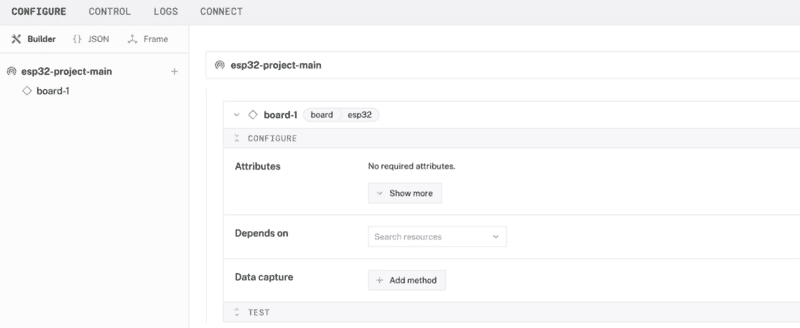 CONFIGURE CONTROL LOGS CONNECT
Builder {} JSON Frame
esp32-project-main +
board-1
esp32-project-main
board-1 board esp32
CONFIGURE
Attributes No required attributes.
Show more
Depends on Search resources
Data capture + Add method
TEST